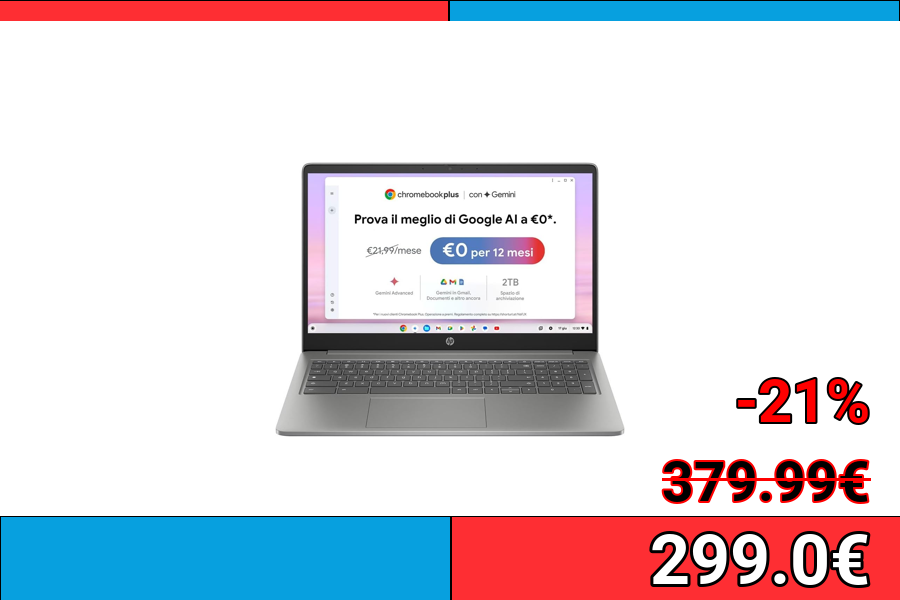 chromebookplus | con Gemini
Prova il meglio di Google AI a €0*.
€21,99/mese
€0 per 12 mesi
Gemini Advanced
Gemini in Gmail,
Documenti e altro ancora
2TB
Spazio di
archiviazione
hp
-21%
379.99€
299.0€